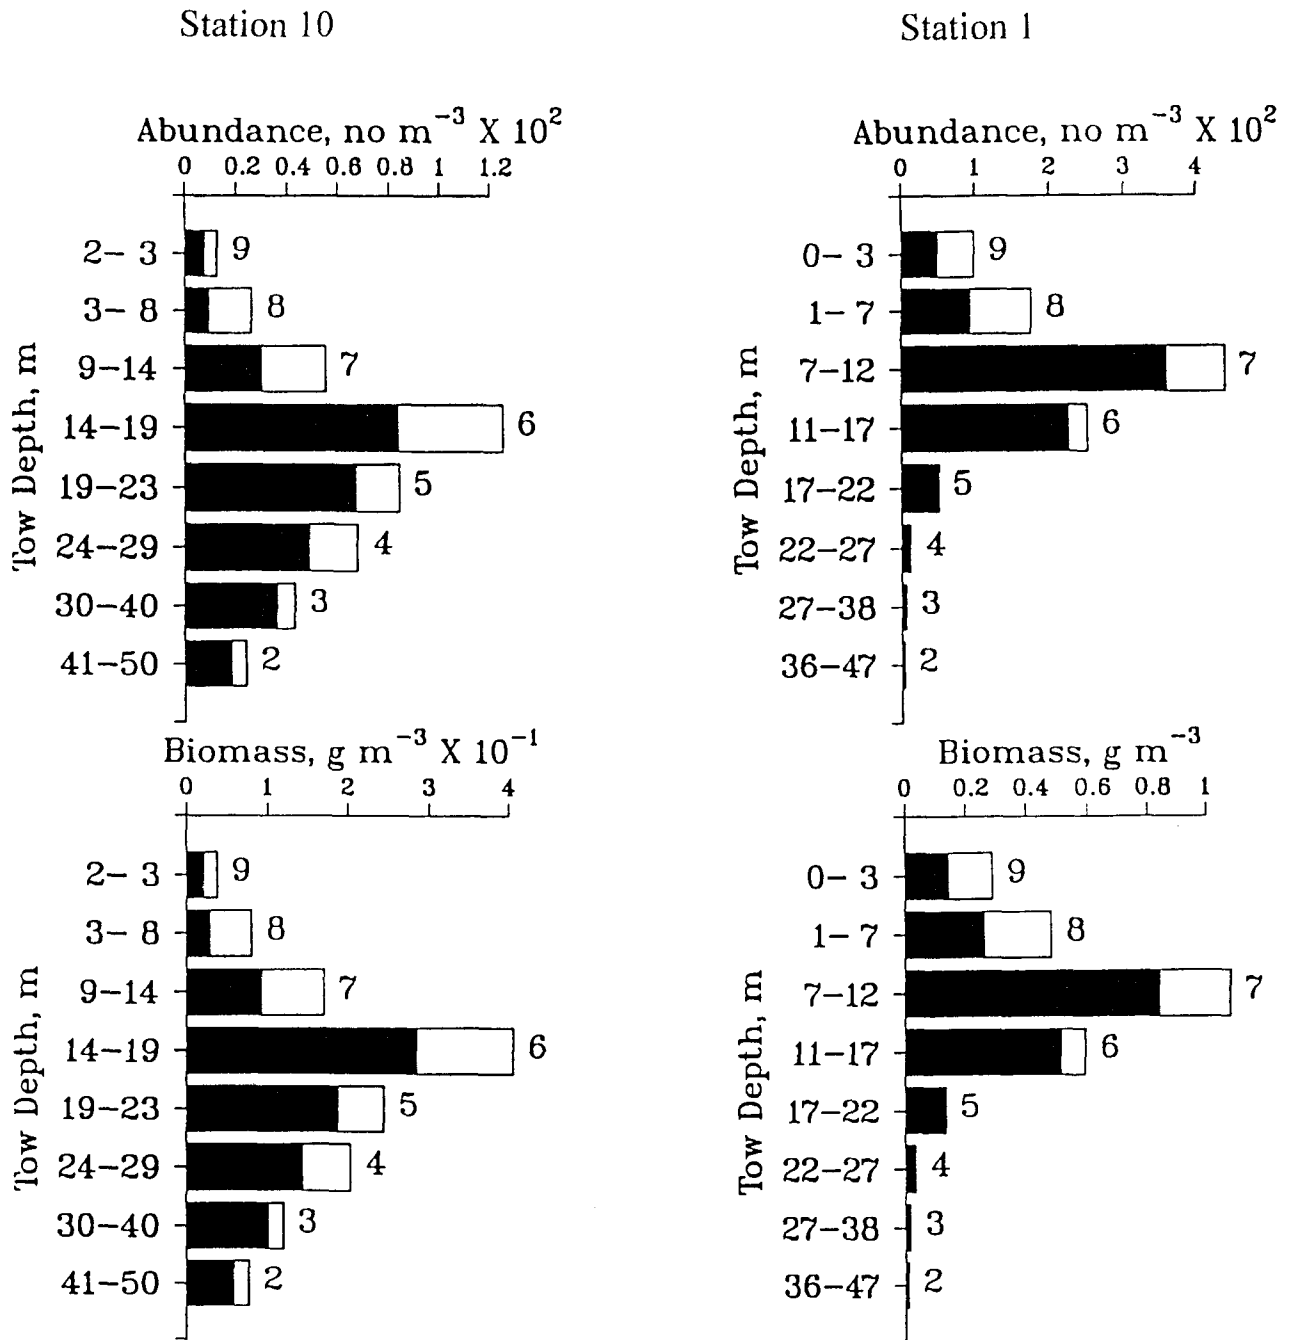 Station 10
Abundance, no m⁻³ X 10²
0 0.2 0.4 0.6 0.8 1 1.2
Tow Depth, m
2- 3 9
3- 8 8
9-14 7
14-19 6
19-23 5
24-29 4
30-40 3
41-50 2
Biomass, g m⁻³ X 10⁻¹
0 1 2 3 4
Tow Depth, m
2- 3 9
3- 8 8
9-14 7
14-19 6
19-23 5
24-29 4
30-40 3
41-50 2
Station 1
Abundance, no m⁻³ X 10²
0 1 2 3 4
Tow Depth, m
0- 3 9
1- 7 8
7-12 7
11-17 6
17-22 5
22-27 4
27-38 3
36-47 2
Biomass, g m⁻³
0 0.2 0.4 0.6 0.8 1
Tow Depth, m
0- 3 9
1- 7 8
7-12 7
11-17 6
17-22 5
22-27 4
27-38 3
36-47 2